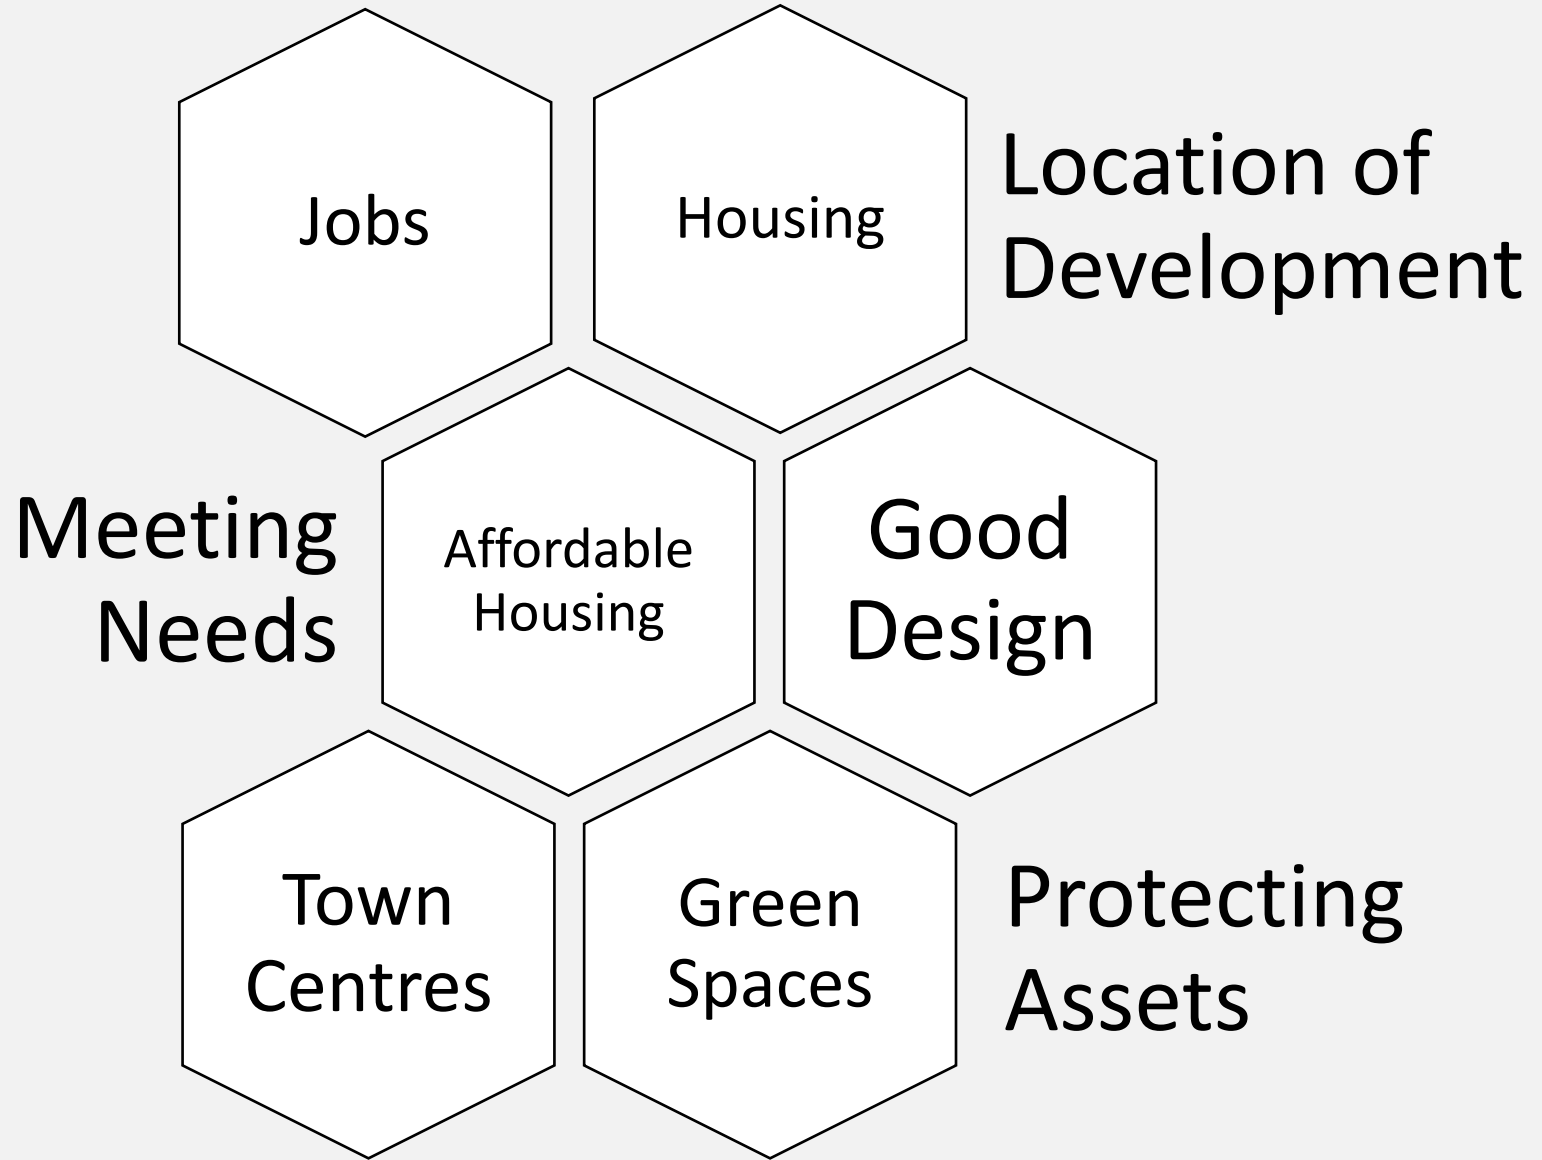 Jobs
Housing
Location of
Development
Meeting
Needs
Affordable
Housing
Good
Design
Town
Centres
Green
Spaces
Protecting
Assets